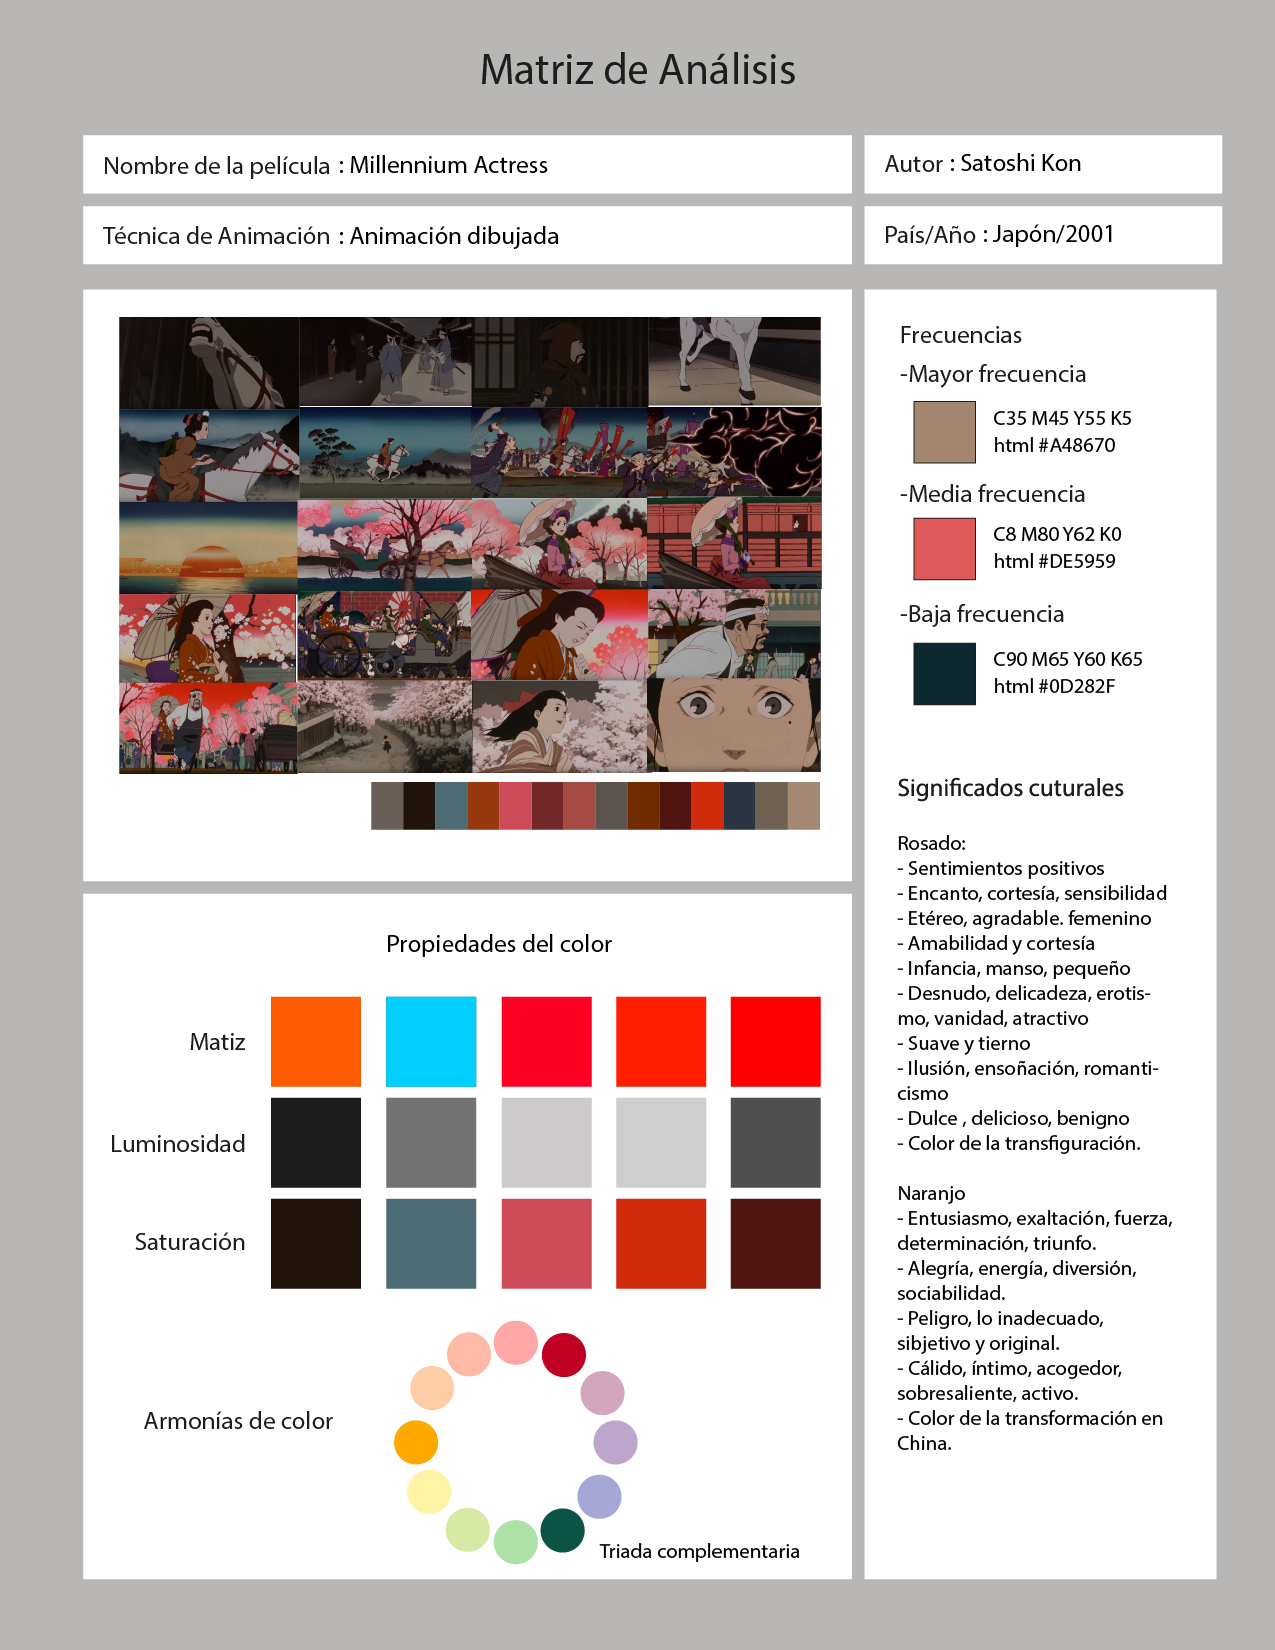 Matriz de Análisis
Nombre de la película : Millennium Actress
Autor : Satoshi Kon
Técnica de Animación : Animación dibujada
País/Año : Japón/2001
Frecuencias
-Mayor frecuencia
C35 M45 Y55 K5
html #A48670
-Media frecuencia
C8 M80 Y62 K0
html #DE5959
-Baja frecuencia
C90 M65 Y60 K65
html #0D282F
Significados cuturales
Rosado:
- Sentimientos positivos
- Encanto, cortesía, sensibilidad
- Etéreo, agradable. femenino
- Amabilidad y cortesía
- Infancia, manso, pequeño
- Desnudo, delicadeza, erotis-
mo, vanidad, atractivo
- Suave y tierno
- Ilusión, ensoñación, romanti-
cismo
- Dulce , delicioso, benigno
- Color de la transfiguración.
Naranjo
- Entusiasmo, exaltación, fuerza,
determinación, triunfo.
- Alegría, energía, diversión,
sociabilidad.
- Peligro, lo inadecuado,
sibjetivo y original.
- Cálido, íntimo, acogedor,
sobresaliente, activo.
- Color de la transformación en
China.
Propiedades del color
Matiz
Luminosidad
Saturación
Armonías de color
Triada complementaria